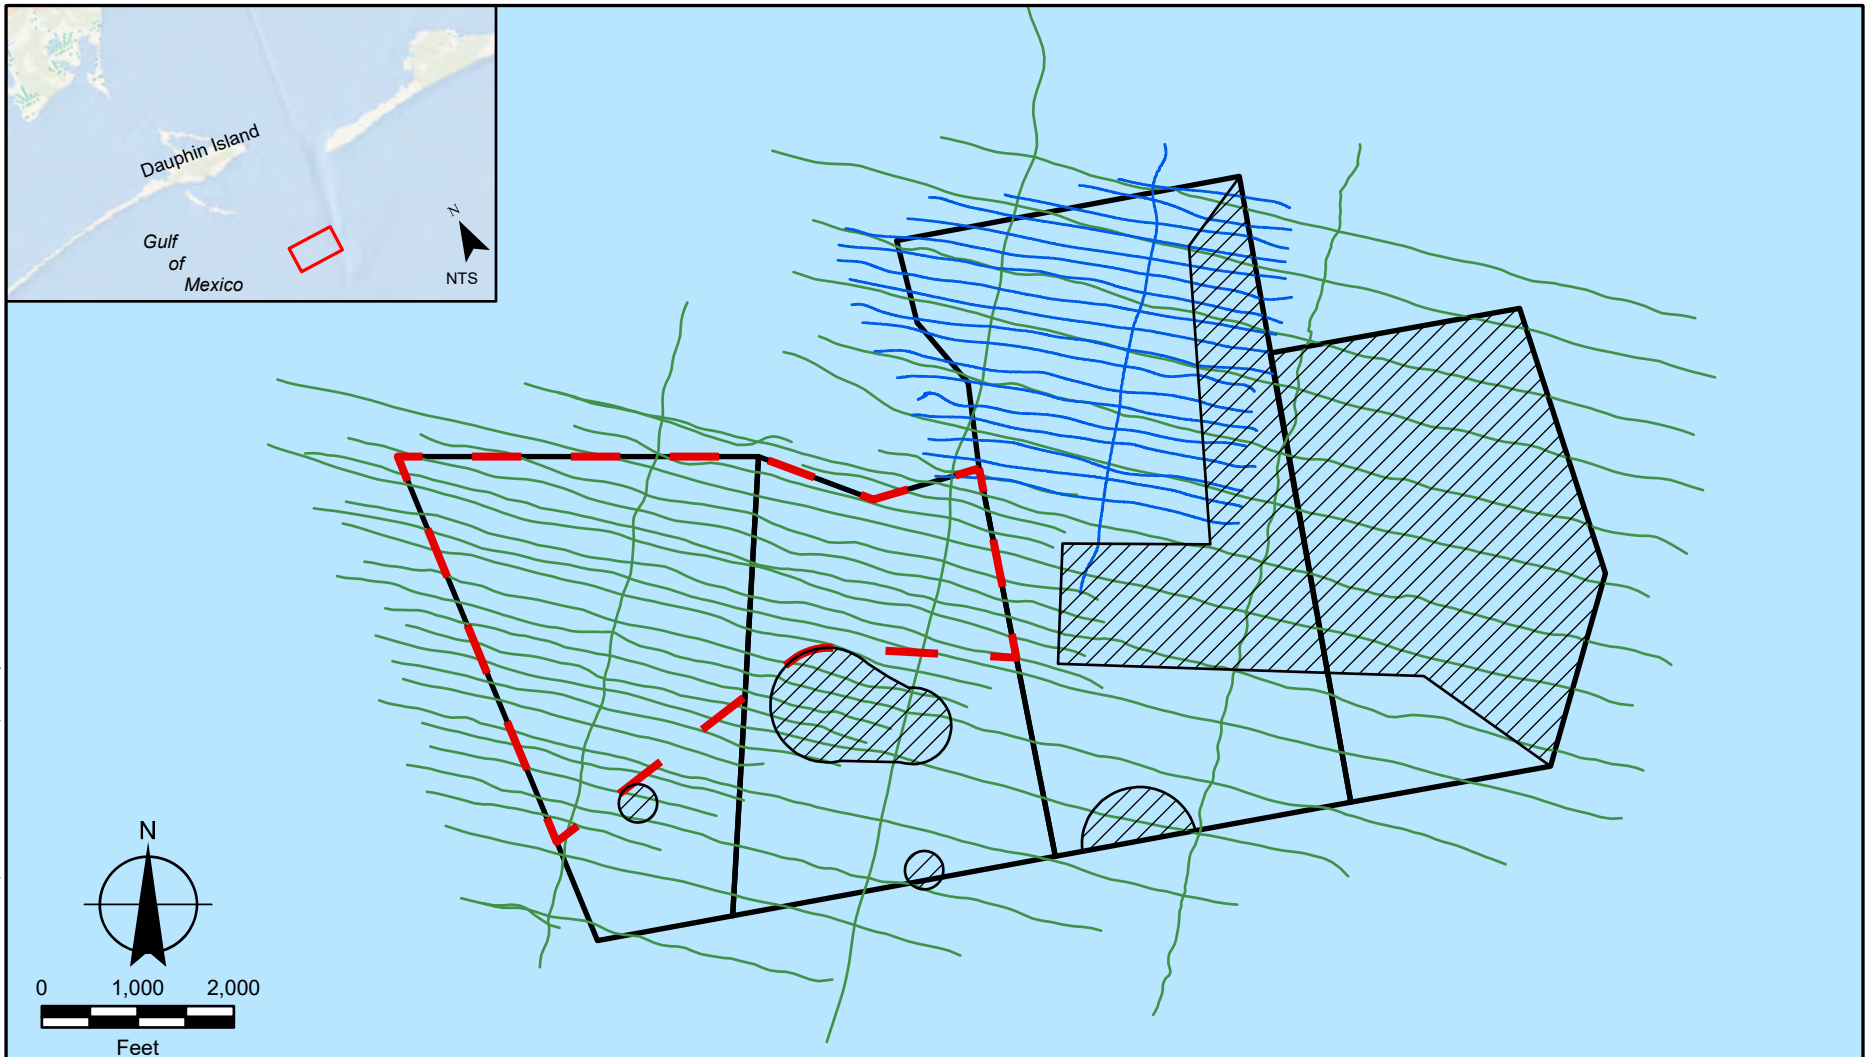 Dauphin Island
Gulf
of
Mexico
N
NTS
N
0 1,000 2,000
Feet